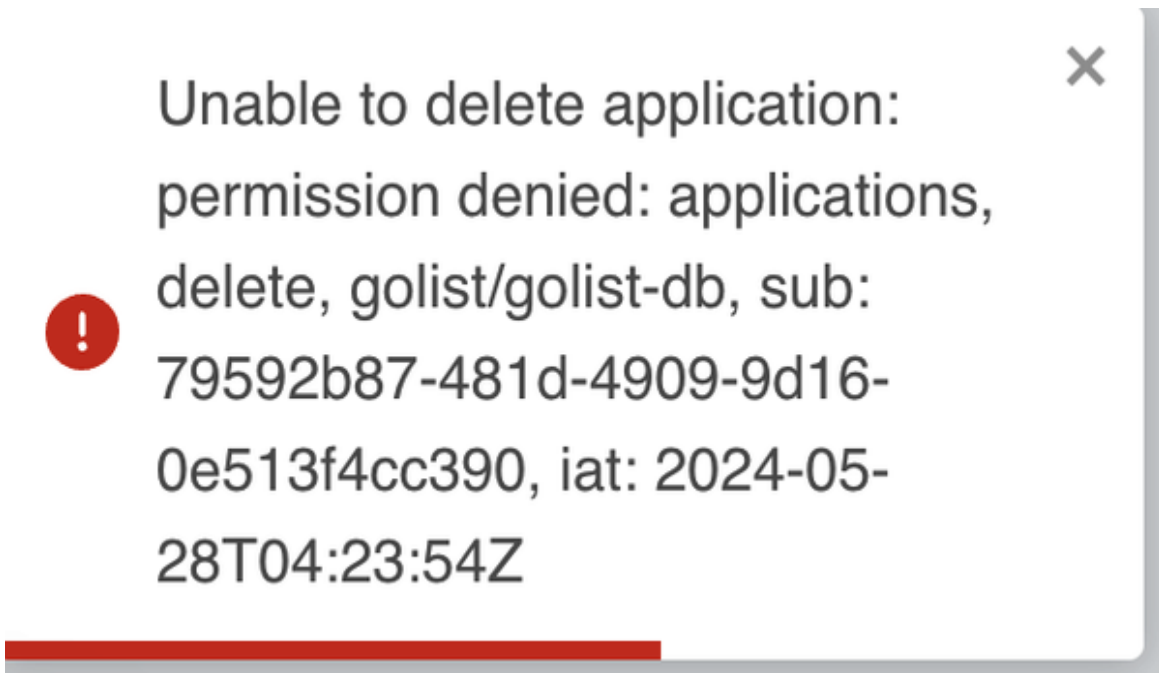 Unable to delete application:
permission denied: applications,
delete, golist/golist-db, sub:
79592b87-481d-4909-9d16-
0e513f4cc390, iat: 2024-05-
28T04:23:54Z